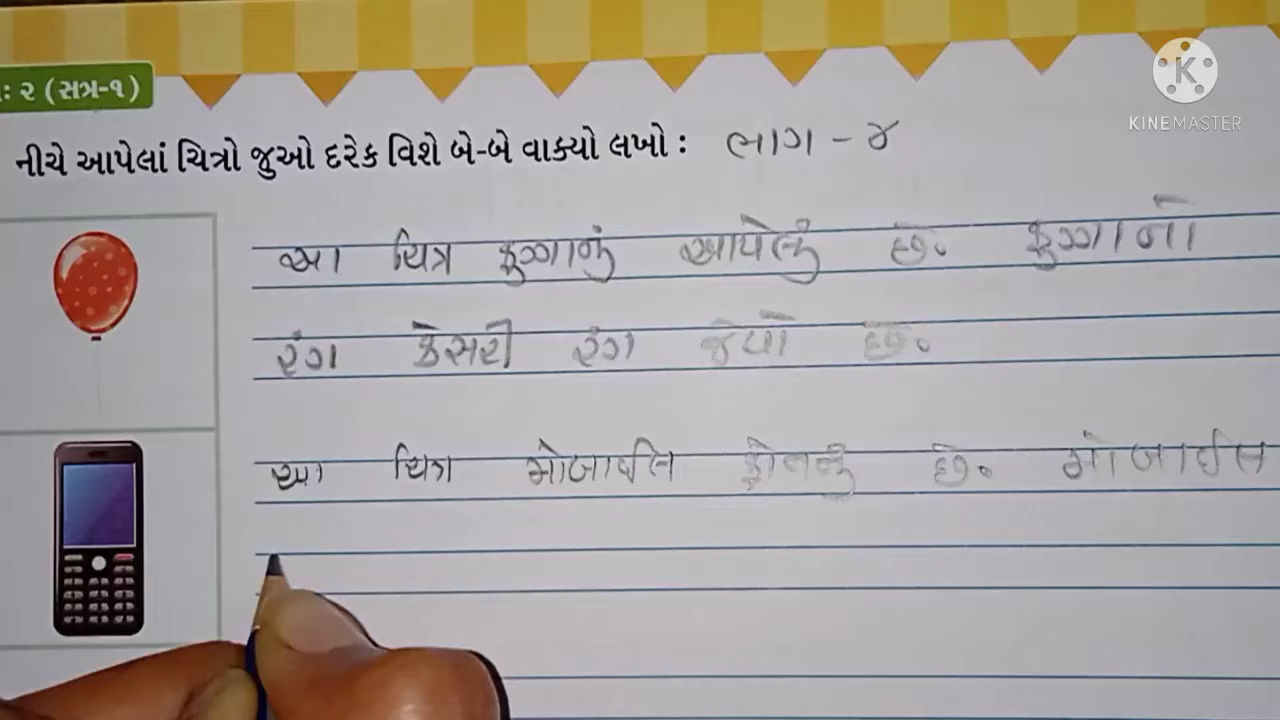 : ૨ (સત્ર-૧)
KINEMASTER
નીચે આપેલાં ચિત્રો જુઓ દરેક વિશે બે-બે વાક્યો લખો : ભાગ - ૪
આ ચિત્ર ફુગ્ગાનું આપેલું છે. ફુગ્ગાનો
રંગ કેસરી રંગ જેવો છે.
આ ચિત્ર મોબાઈલ ફોનનું છે. મોબાઈલ